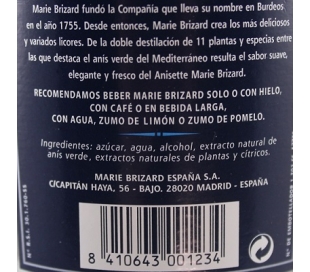 Marie Brizard fundó la Compañía que lleva su nombre en Burdeos
en el año 1755. Desde entonces, Marie Brizard crea los más deliciosos
y variados licores. De la doble destilación de 11 plantas y especias entre
las que destaca el anís verde del Mediterráneo resulta el sabor suave,
elegante y fresco del Anisette Marie Brizard.
RECOMENDAMOS BEBER MARIE BRIZARD SOLO O CON HIELO,
CON CAFÉ O EN BEBIDA LARGA,
CON AGUA, ZUMO DE LIMÓN O ZUMO DE POMELO.
Ingredientes: azúcar, agua, alcohol, extracto natural de
anís verde, extractos naturales de plantas y cítricos.
MARIE BRIZARD ESPAÑA S.A.
C/CAPITÁN HAYA, 56 - BAJO. 28020 MADRID - ESPAÑA
8 410643 001234